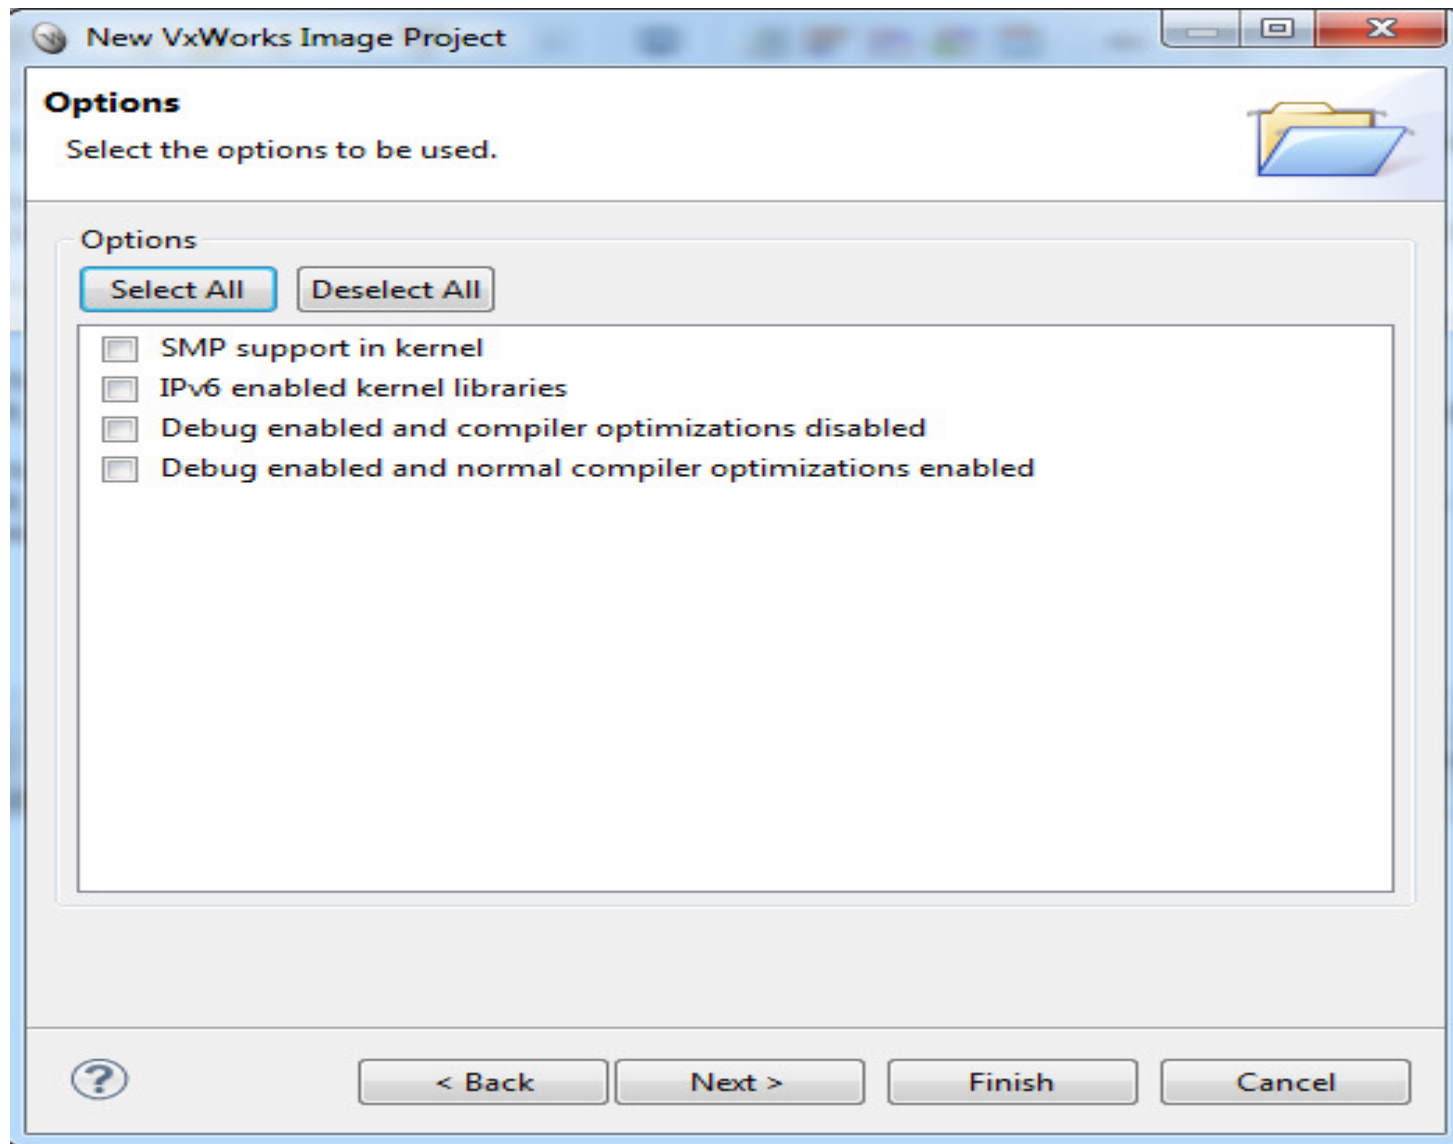 New VxWorks Image Project
Options
Select the options to be used.
Options
Select All Deselect All
SMP support in kernel
IPv6 enabled kernel libraries
Debug enabled and compiler optimizations disabled
Debug enabled and normal compiler optimizations enabled
? < Back Next > Finish Cancel